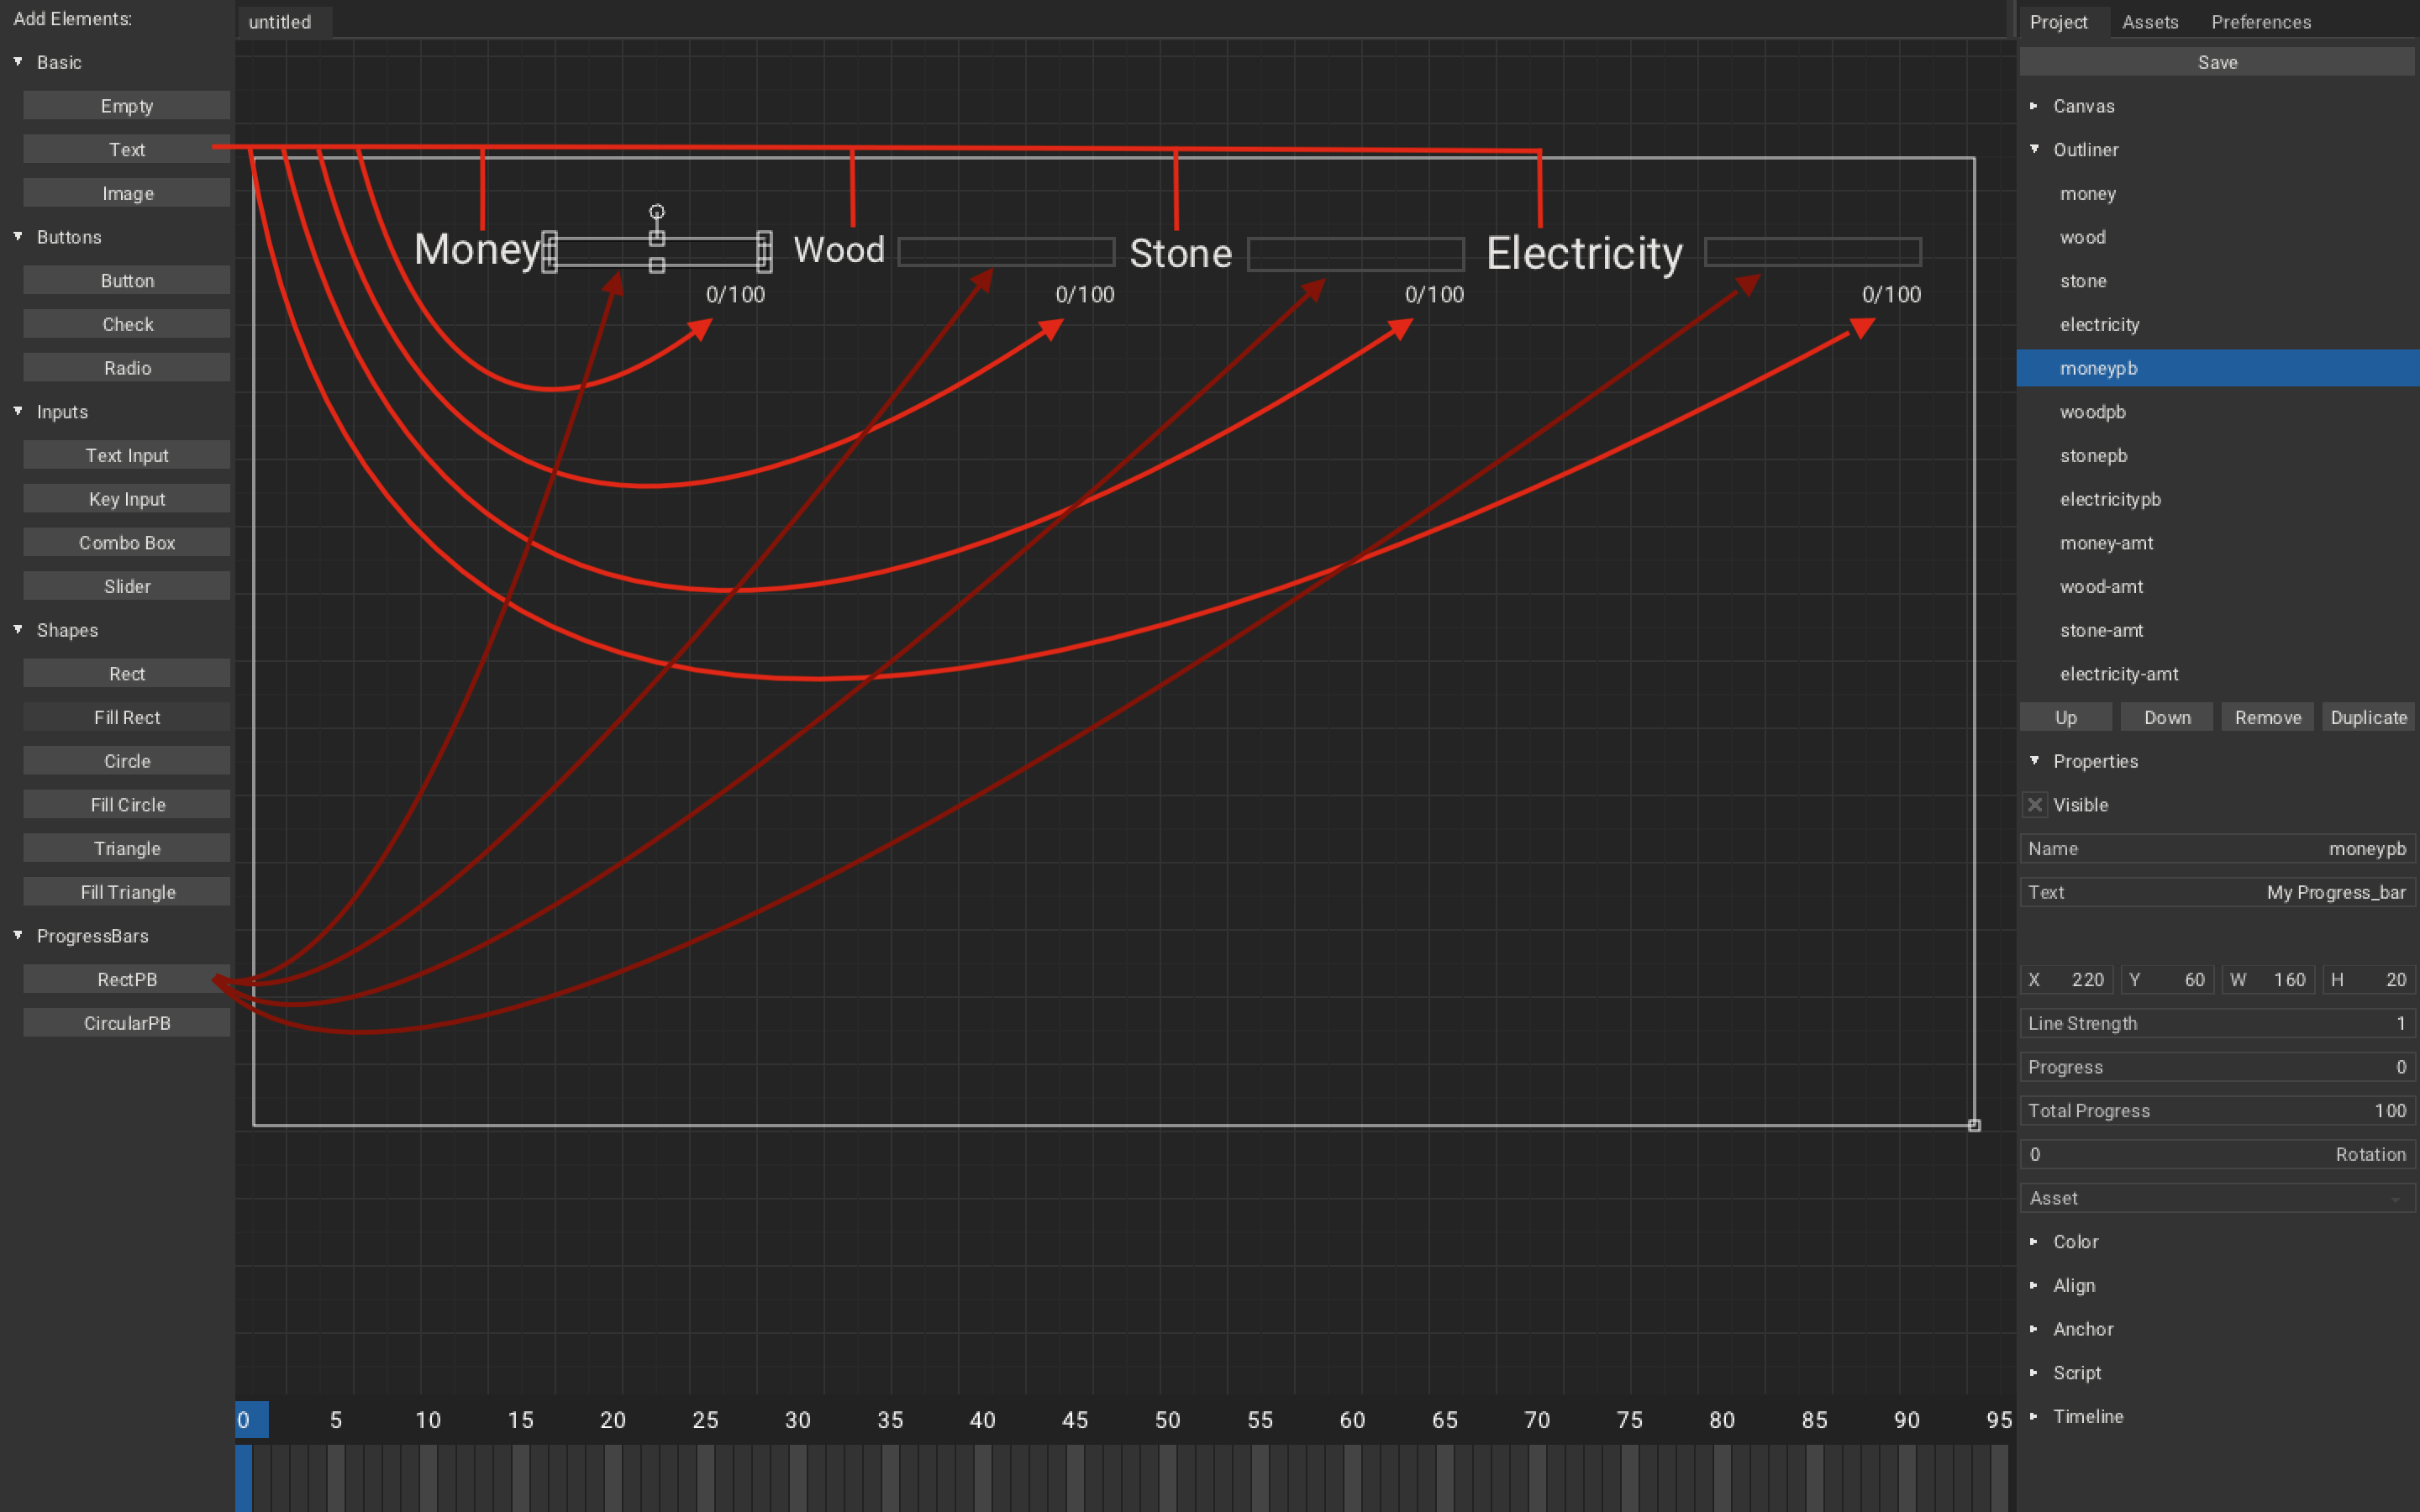 Add Elements:
Basic
Empty
Text
Image
Buttons
Button
Check
Radio
Inputs
Text Input
Key Input
Combo Box
Slider
Shapes
Rect
Fill Rect
Circle
Fill Circle
Triangle
Fill Triangle
ProgressBars
RectPB
CircularPB
untitled
Money Wood Stone Electricity
0/100 0/100 0/100 0/100
0 5 10 15 20 25 30 35 40 45 50 55 60 65 70 75 80 85 90 95
Project Assets Preferences
Save
Canvas
Outliner
money
wood
stone
electricity
moneypb
woodpb
stonepb
electricitypb
money-amt
wood-amt
stone-amt
electricity-amt
Up Down Remove Duplicate
Properties
Visible
Name moneypb
Text My Progress_bar
X 220 Y 60 W 160 H 20
Line Strength 1
Progress 0
Total Progress 100
0 Rotation
Asset
Color
Align
Anchor
Script
Timeline